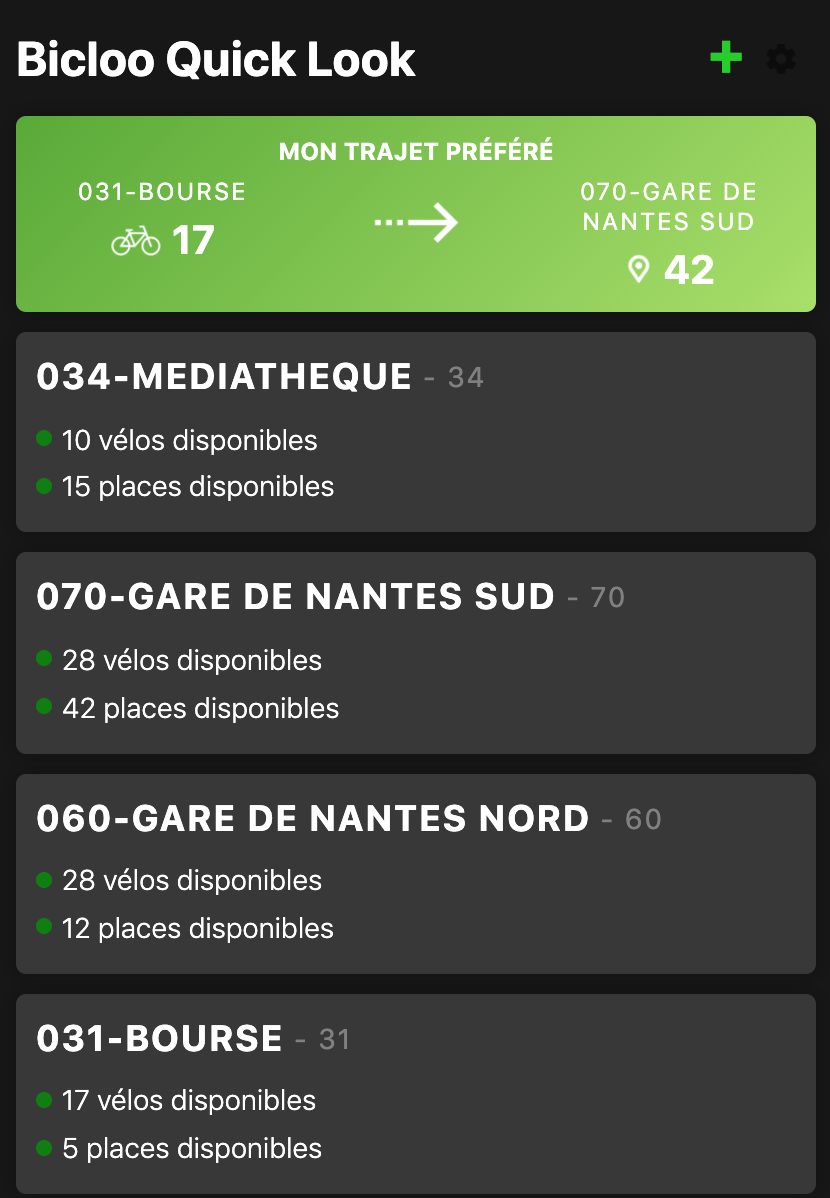 Bicloo Quick Look
MON TRAJET PRÉFÉRÉ
031-BOURSE
17
070-GARE DE
NANTES SUD
42
034-MEDIATHEQUE - 34
10 vélos disponibles
15 places disponibles
070-GARE DE NANTES SUD - 70
28 vélos disponibles
42 places disponibles
060-GARE DE NANTES NORD - 60
28 vélos disponibles
12 places disponibles
031-BOURSE - 31
17 vélos disponibles
5 places disponibles